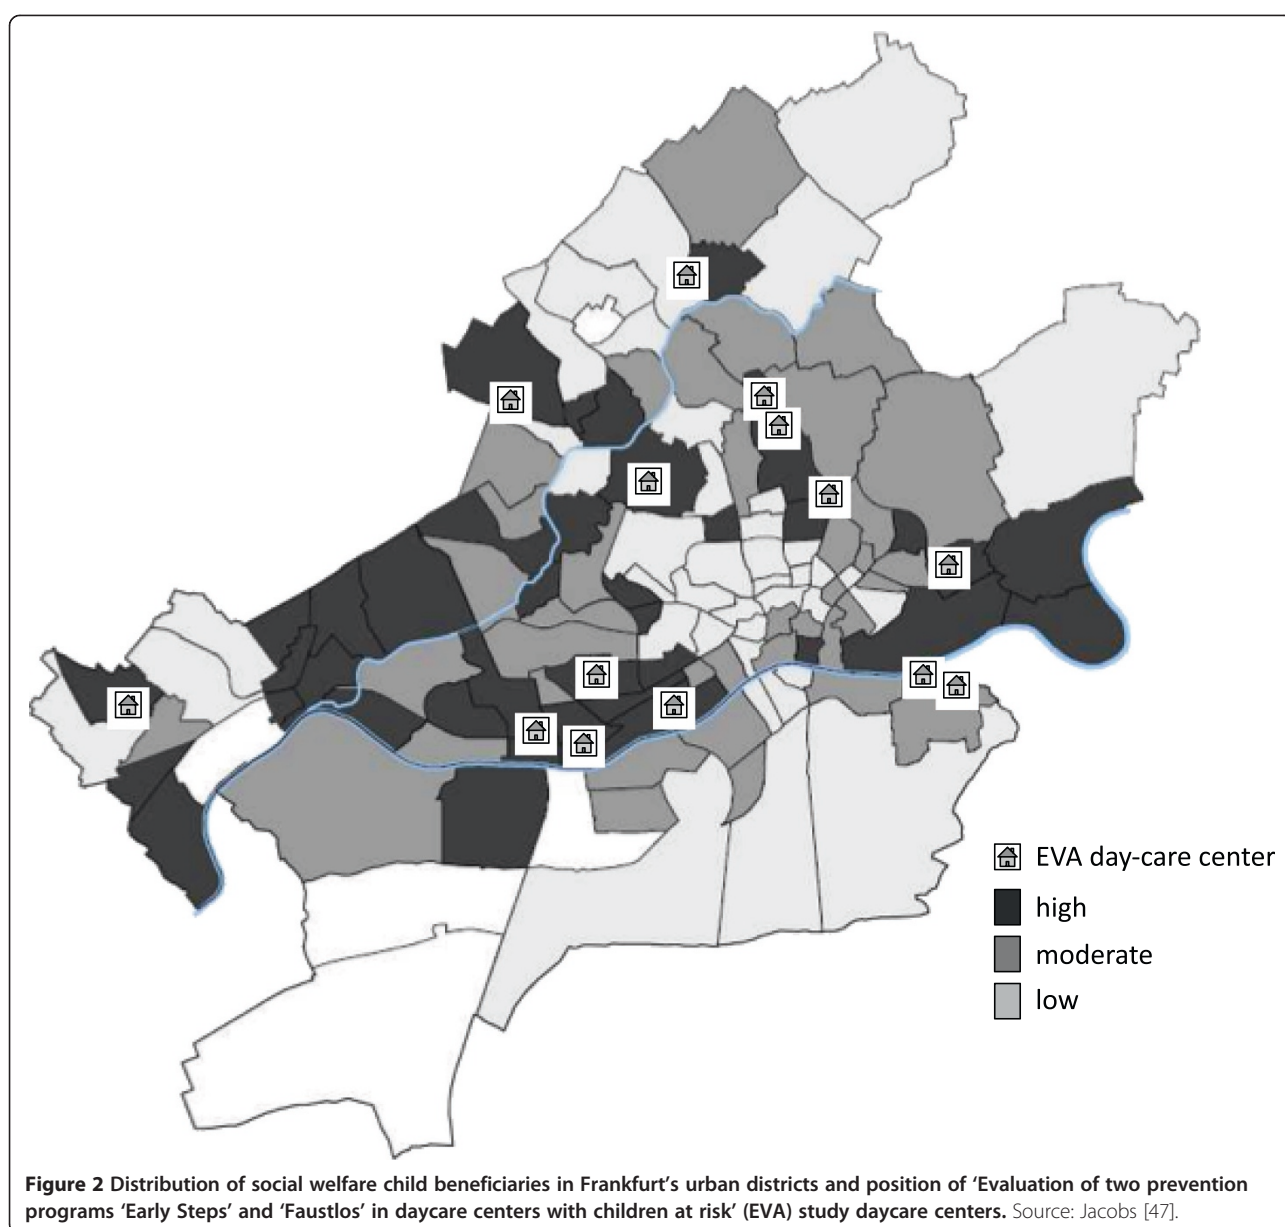 EVA day-care center
high
moderate
low
Figure 2 Distribution of social welfare child beneficiaries in Frankfurt’s urban districts and position of ‘Evaluation of two prevention
programs ‘Early Steps’ and ‘Faustlos’ in daycare centers with children at risk’ (EVA) study daycare centers. Source: Jacobs [47].